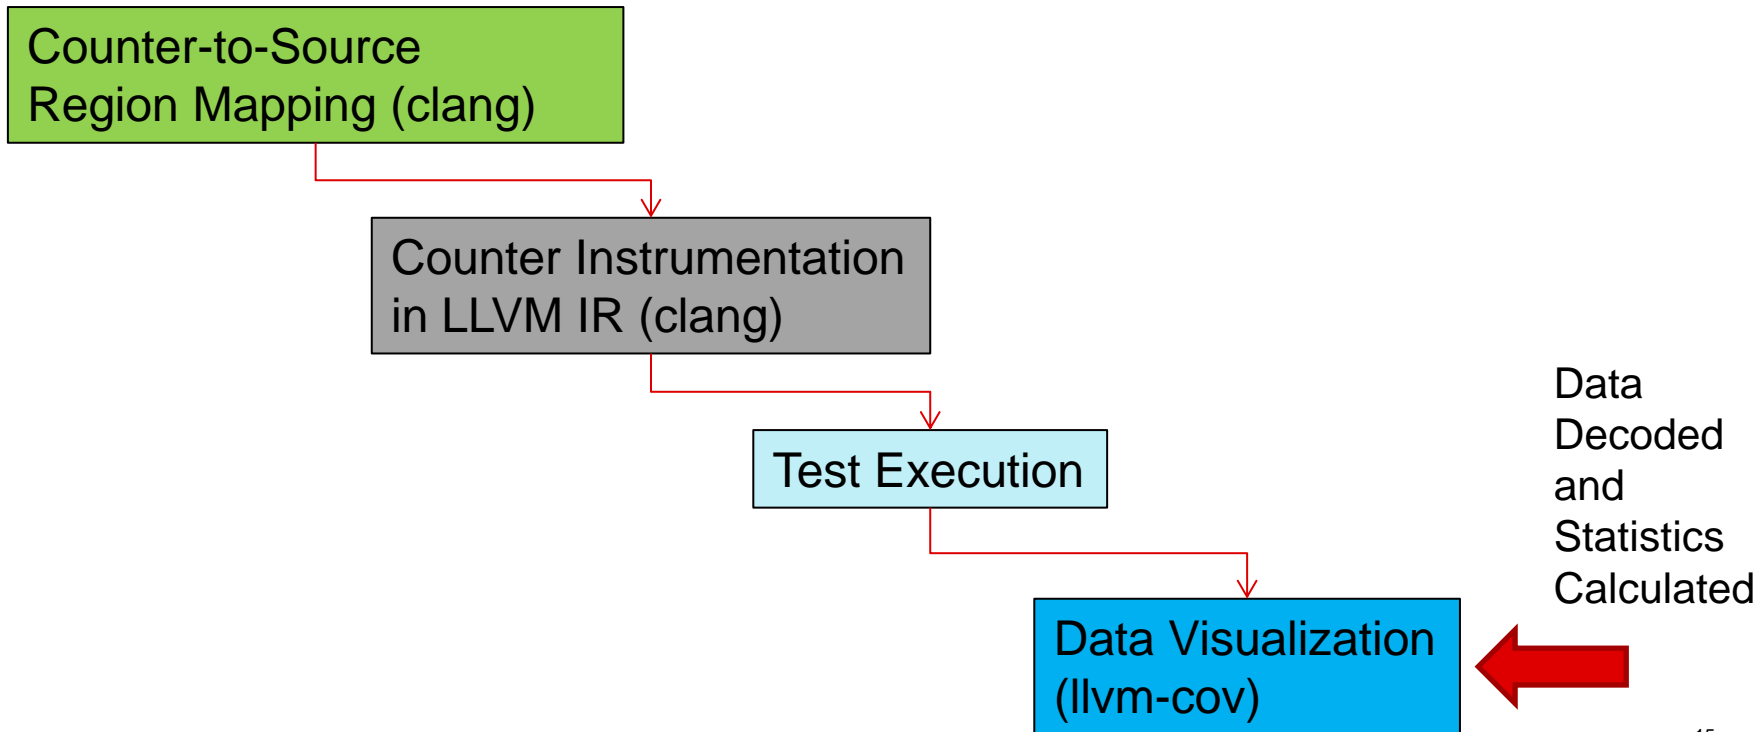 Counter-to-Source
Region Mapping (clang)
Counter Instrumentation
in LLVM IR (clang)
Test Execution
Data
Decoded
and
Statistics
Calculated
Data Visualization
(llvm-cov)